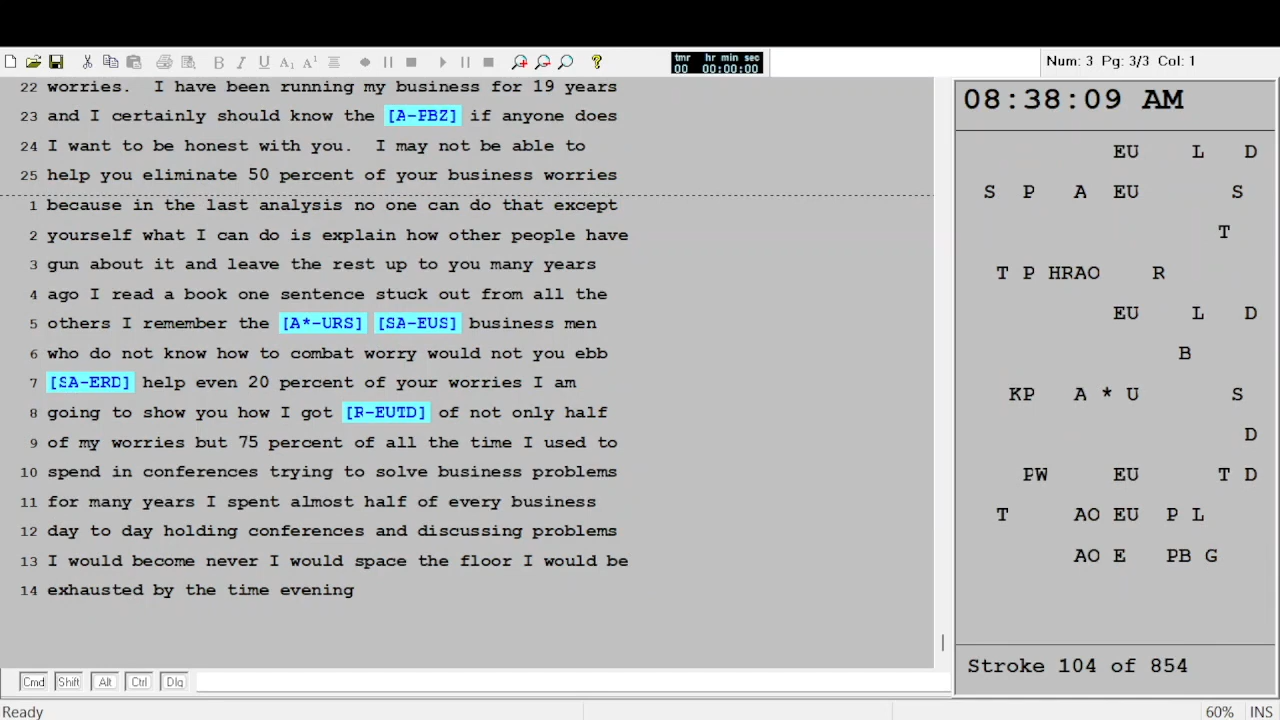 B I U A₁ A¹
tmr hr min sec
00 00:00:00
Num: 3 Pg: 3/3 Col: 1
22 worries. I have been running my business for 19 years
23 and I certainly should know the [A-PBZ] if anyone does
24 I want to be honest with you. I may not be able to
25 help you eliminate 50 percent of your business worries
1 because in the last analysis no one can do that except
2 yourself what I can do is explain how other people have
3 gun about it and leave the rest up to you many years
4 ago I read a book one sentence stuck out from all the
5 others I remember the [A*-URS] [SA-EUS] business men
6 who do not know how to combat worry would not you ebb
7 [SA-ERD] help even 20 percent of your worries I am
8 going to show you how I got [R-EUTD] of not only half
9 of my worries but 75 percent of all the time I used to
10 spend in conferences trying to solve business problems
11 for many years I spent almost half of every business
12 day to day holding conferences and discussing problems
13 I would become never I would space the floor I would be
14 exhausted by the time evening
08:38:09 AM
EU L D
S P A EU S
T
T P HRAO R
EU L D
B
KP A * U S
D
PW EU T D
T AO EU P L
AO E PB G
Stroke 104 of 854
Cmd Shift Alt Ctrl Dlg
Ready 60% INS